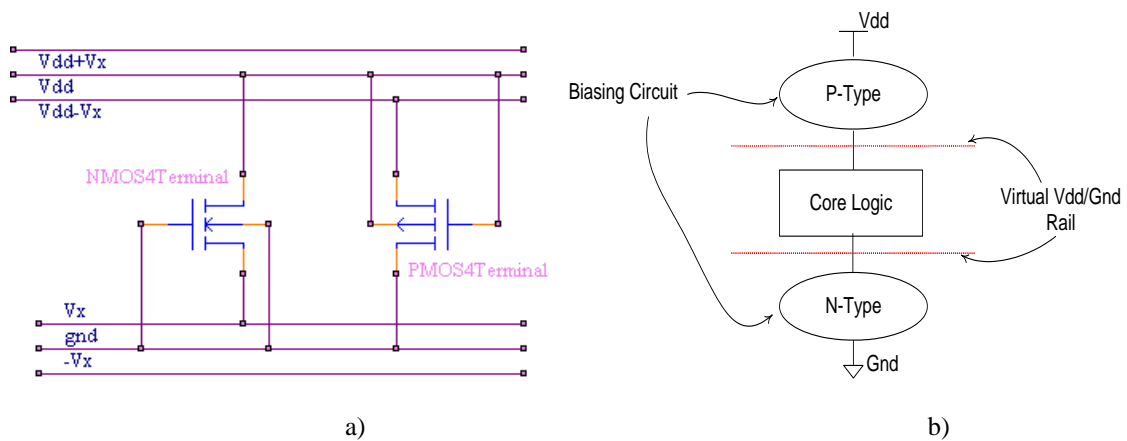 Vdd+Vx
Vdd
Vdd-Vx
NMOS4Terminal
PMOS4Terminal
Vx
gnd
-Vx
a)
Vdd
Biasing Circuit
P-Type
Core Logic
Virtual Vdd/Gnd
Rail
N-Type
Gnd
b)